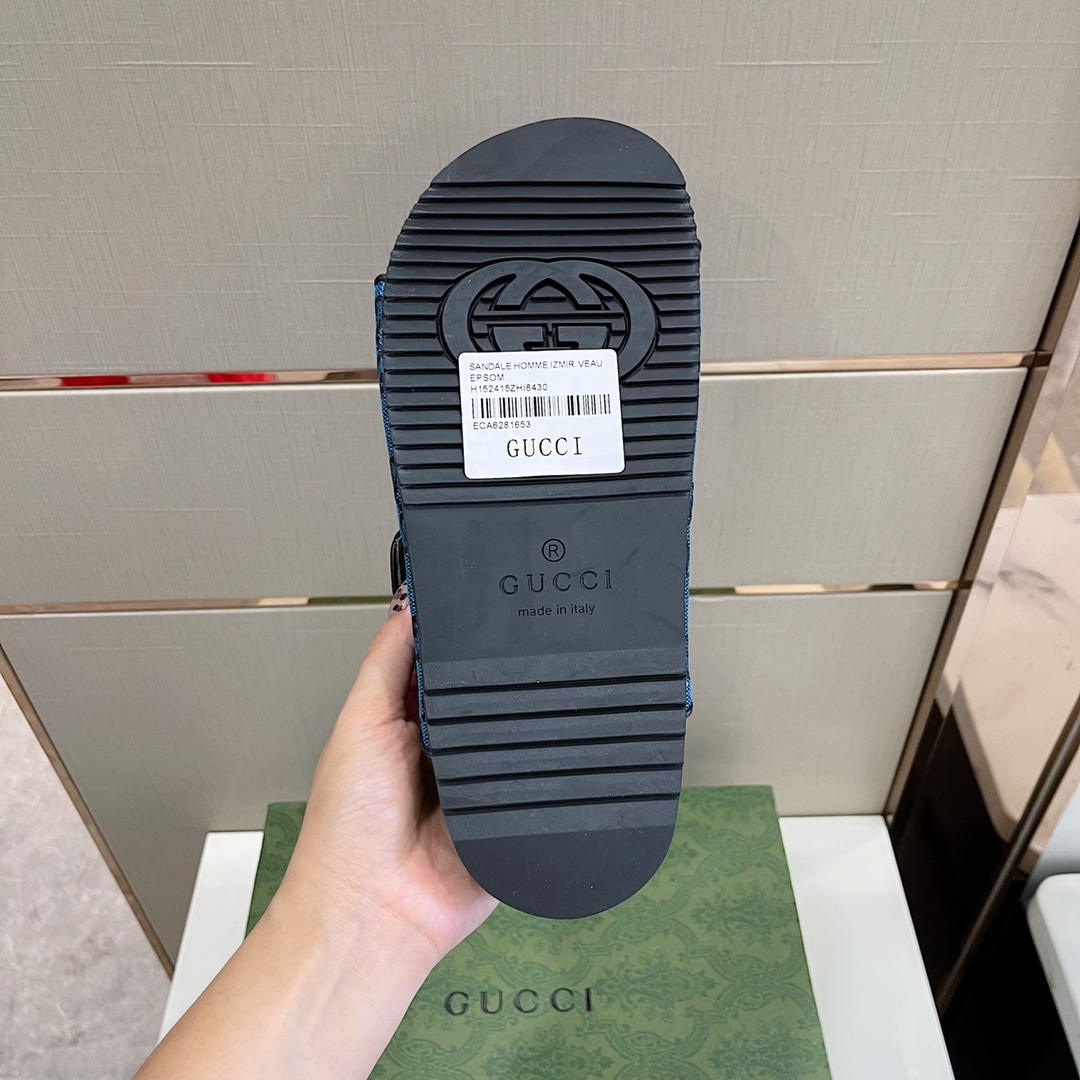 SANDALE HOMME IZMIR VEAU
EPSOM
H152415ZHI8430
ECA6281653
GUCCI
®
GUCCI
made in italy
GUCCI